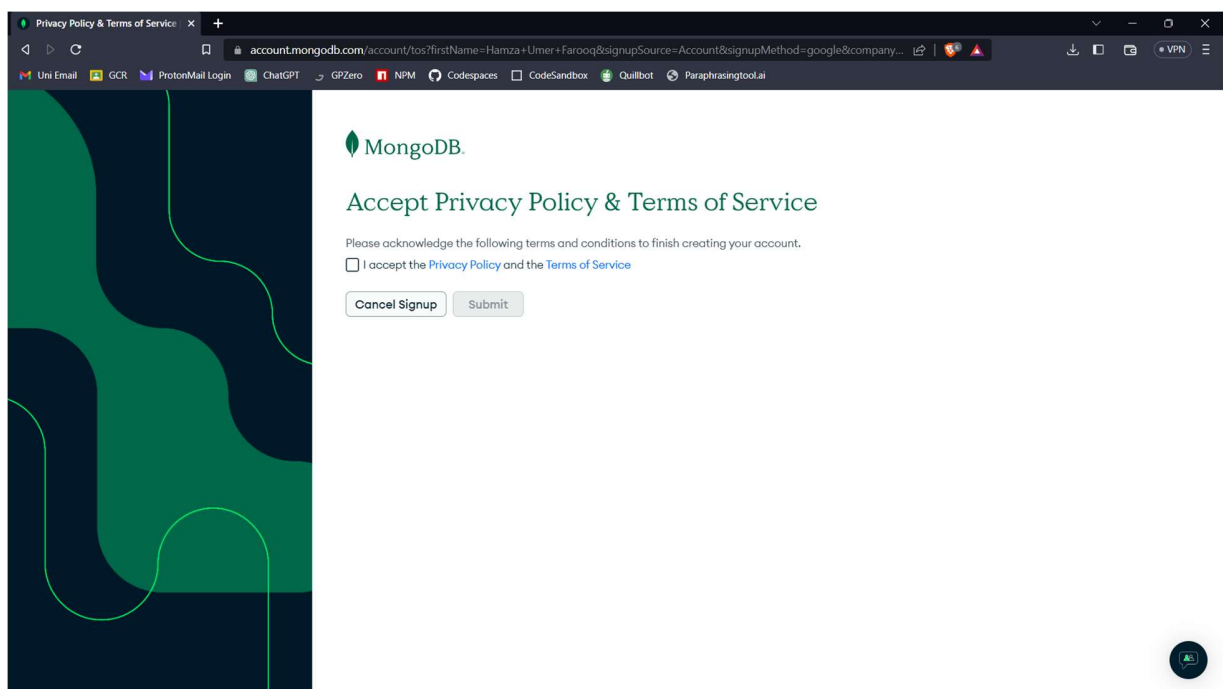 Privacy Policy & Terms of Service
account.mongodb.com/account/tos?firstName=Hamza+Umer+Farooq&signupSource=Account&signupMethod=google&company...
VPN
Uni Email GCR ProtonMail Login ChatGPT GPZero NPM Codespaces CodeSandbox Quillbot Paraphrasingtool.ai
MongoDB.
Accept Privacy Policy & Terms of Service
Please acknowledge the following terms and conditions to finish creating your account.
I accept the Privacy Policy and the Terms of Service
Cancel Signup Submit